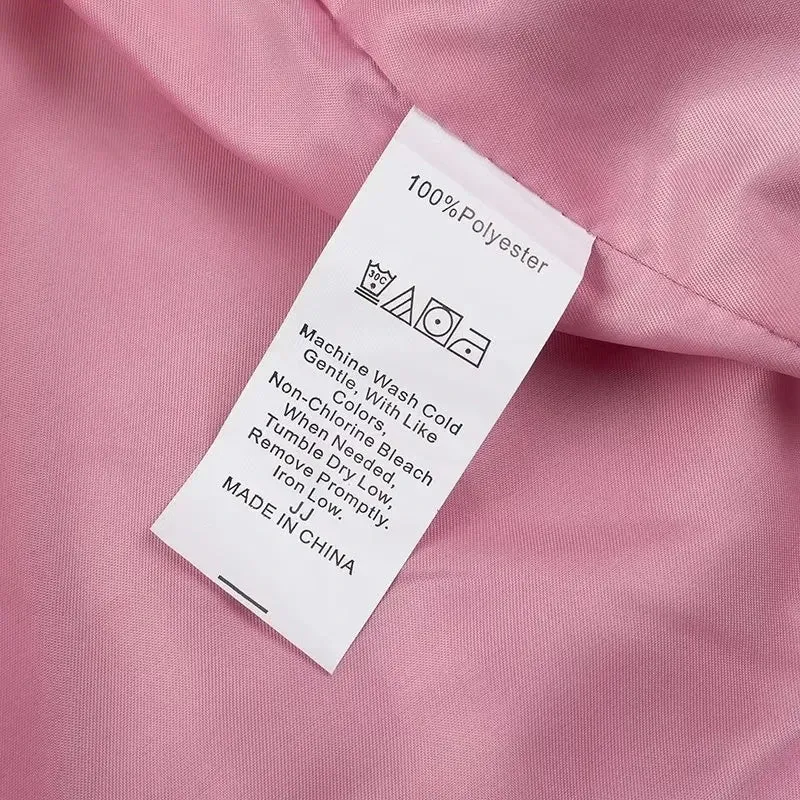 100%Polyester
30C
Machine Wash Cold
Gentle, With Like
Colors,
Non-Chlorine Bleach
When Needed,
Tumble Dry Low,
Remove Promptly.
Iron Low.
JJ
MADE IN CHINA